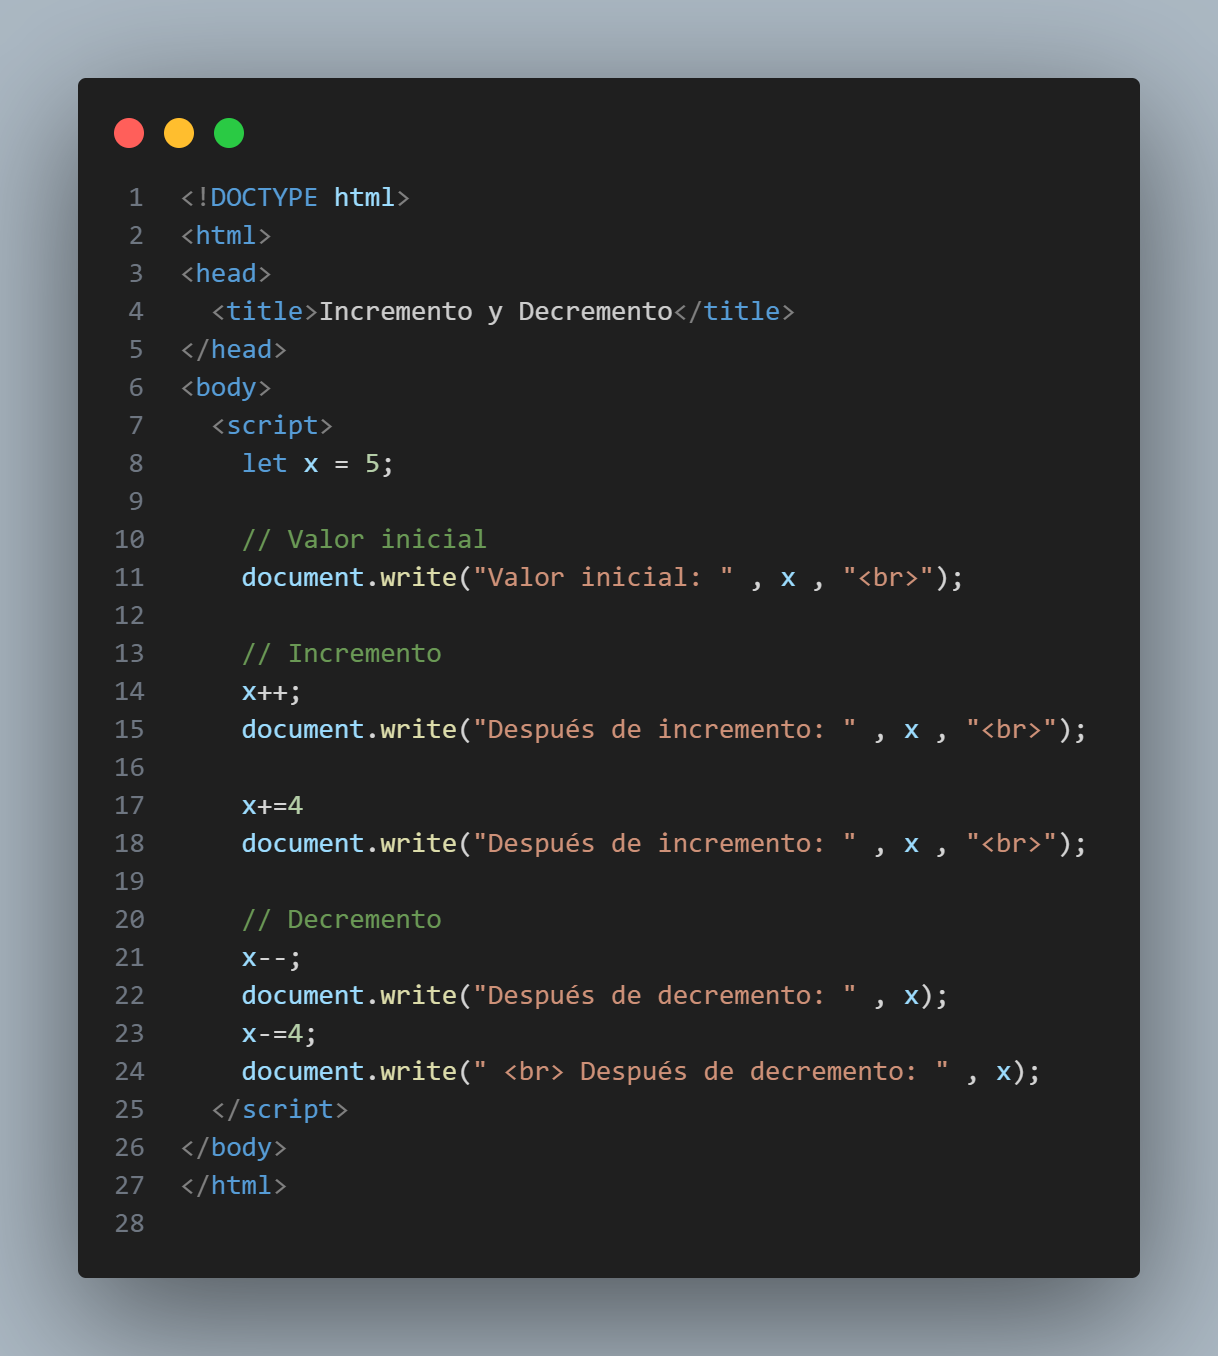 1 <!DOCTYPE html>
2 <html>
3 <head>
4   <title>Incremento y Decremento</title>
5 </head>
6 <body>
7   <script>
8     let x = 5;
9
10     // Valor inicial
11     document.write("Valor inicial: " , x , "<br>");
12
13     // Incremento
14     x++;
15     document.write("Después de incremento: " , x , "<br>");
16
17     x+=4
18     document.write("Después de incremento: " , x , "<br>");
19
20     // Decremento
21     x--;
22     document.write("Después de decremento: " , x);
23     x-=4;
24     document.write(" <br> Después de decremento: " , x);
25   </script>
26 </body>
27 </html>
28